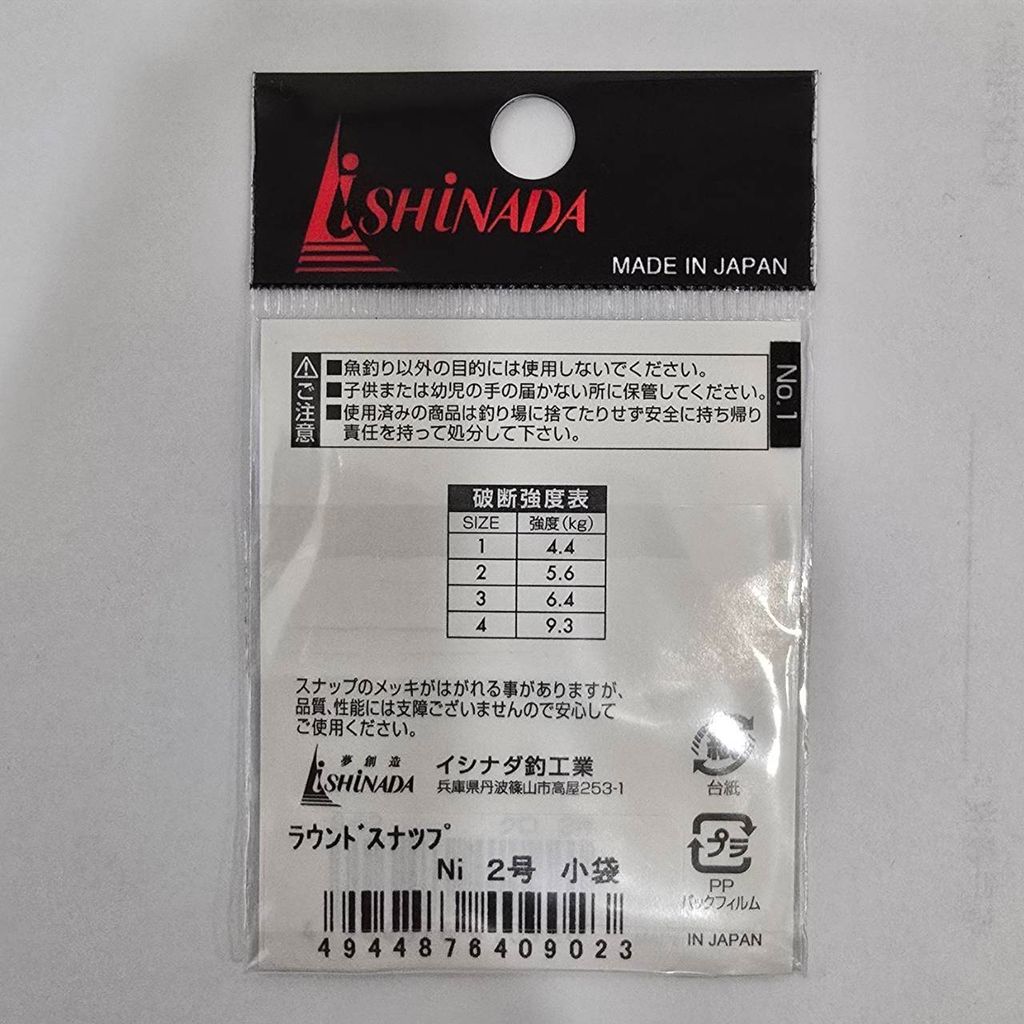 iSHiNADA
MADE IN JAPAN
No.1
ご注意
■魚釣り以外の目的には使用しないでください。
■子供または幼児の手の届かない所に保管してください。
■使用済みの商品は釣り場に捨てたりせず安全に持ち帰り
責任を持って処分して下さい。
破断強度表
SIZE 強度(kg)
1 4.4
2 5.6
3 6.4
4 9.3
スナップのメッキがはがれる事がありますが、
品質、性能には支障ございませんので安心して
ご使用ください。
夢創造
iSHiNADA
イシナダ釣工業
兵庫県丹波篠山市高屋253-1
紙
台紙
ラウンドスナップ
Ni 2号 小袋
プラ
PP
パックフィルム
4944876409023
IN JAPAN